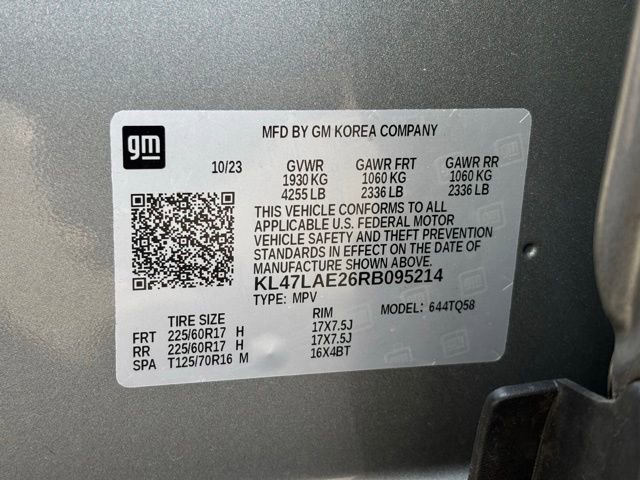 gm
MFD BY GM KOREA COMPANY
10/23 GVWR GAWR FRT GAWR RR
1930 KG 1060 KG 1060 KG
4255 LB 2336 LB 2336 LB
THIS VEHICLE CONFORMS TO ALL
APPLICABLE U.S. FEDERAL MOTOR
VEHICLE SAFETY AND THEFT PREVENTION
STANDARDS IN EFFECT ON THE DATE OF
MANUFACTURE SHOWN ABOVE.
KL47LAE26RB095214
TYPE: MPV MODEL: 644TQ58
TIRE SIZE RIM
FRT 225/60R17 H 17X7.5J
RR 225/60R17 H 17X7.5J
SPA T125/70R16 M 16X4BT